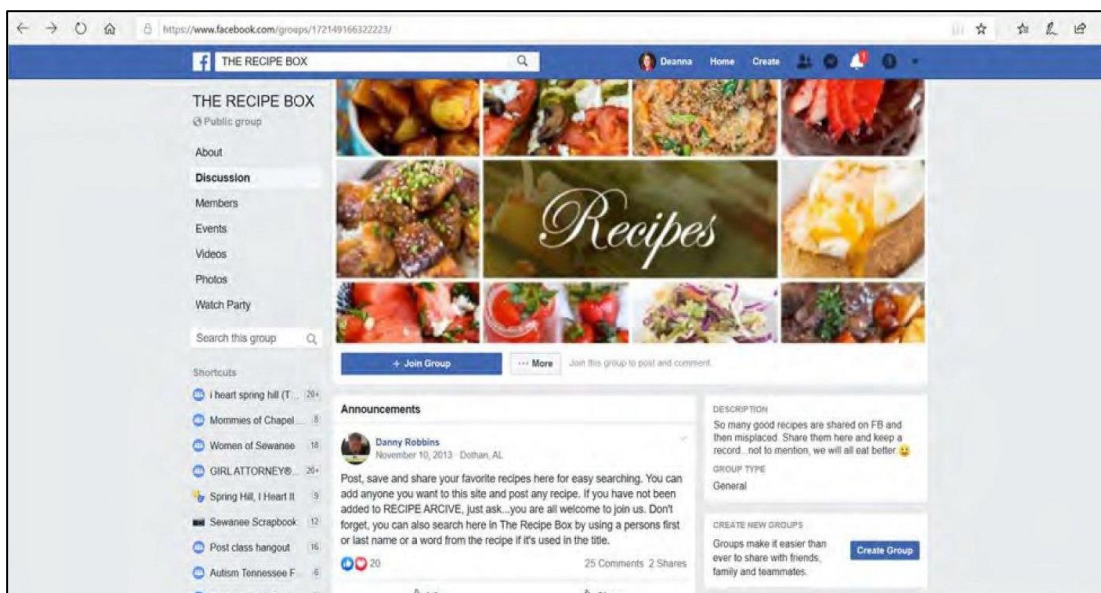 https://www.facebook.com/groups/172149166322223/
THE RECIPE BOX
Deanna Home Create
THE RECIPE BOX
Public group
About
Discussion
Members
Events
Videos
Photos
Watch Party
Search this group
Shortcuts
i heart spring hill (T... 20+
Mommies of Chapel... 8
Women of Sewanee 18
GIRLATTORNEY®... 20+
Spring Hill, I Heart It 9
Sewanee Scrapbook 12
Post class hangout 16
Autism Tennessee F... 6
Recipes
+ Join Group
··· More
Join this group to post and comment.
Announcements
Danny Robbins
November 10, 2013 · Dothan, AL
Post, save and share your favorite recipes here for easy searching. You can
add anyone you want to this site and post any recipe. If you have not been
added to RECIPE ARCIVE, just ask...you are all welcome to join us. Don't
forget, you can also search here in The Recipe Box by using a persons first
or last name or a word from the recipe if it's used in the title.
20
25 Comments 2 Shares
DESCRIPTION
So many good recipes are shared on FB and
then misplaced. Share them here and keep a
record...not to mention, we will all eat better
GROUP TYPE
General
CREATE NEW GROUPS
Groups make it easier than
ever to share with friends,
family and teammates.
Create Group